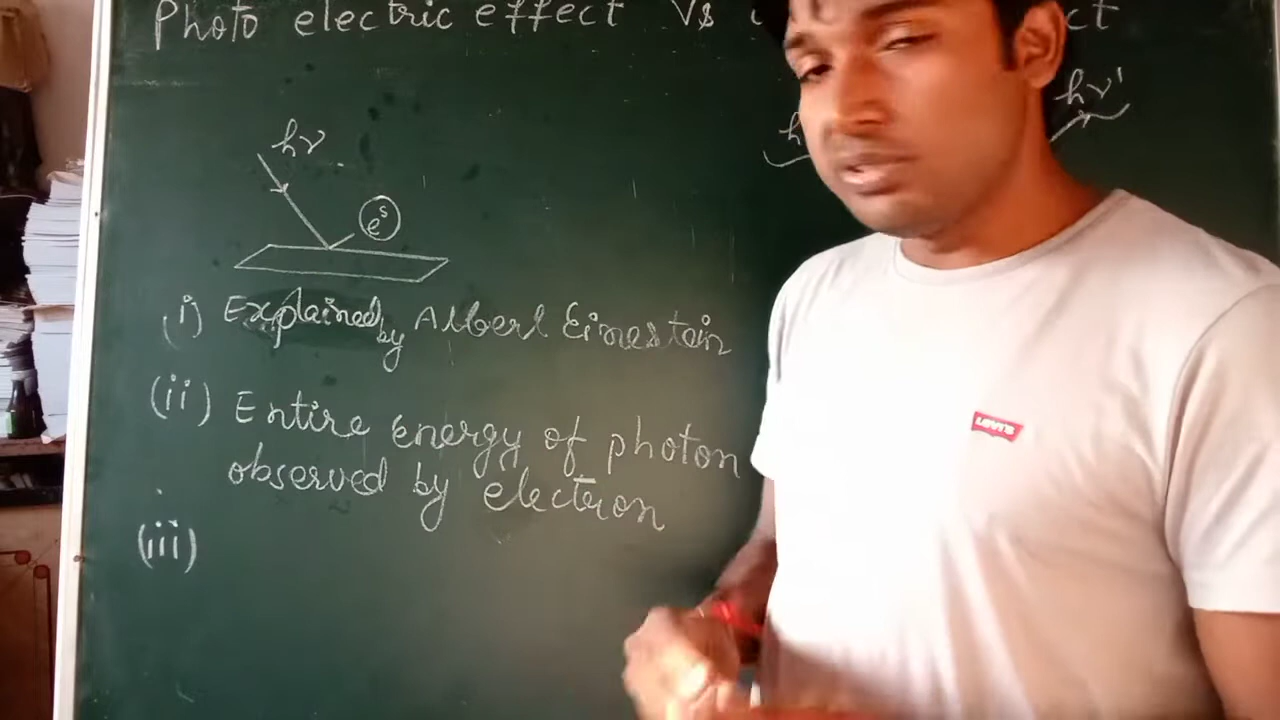 Photo electric effect Vs
hν
hν'
e^s
(i) Explained by Albert Einestein
(ii) Entire energy of photon
observed by electron
(iii)
LEVI'S